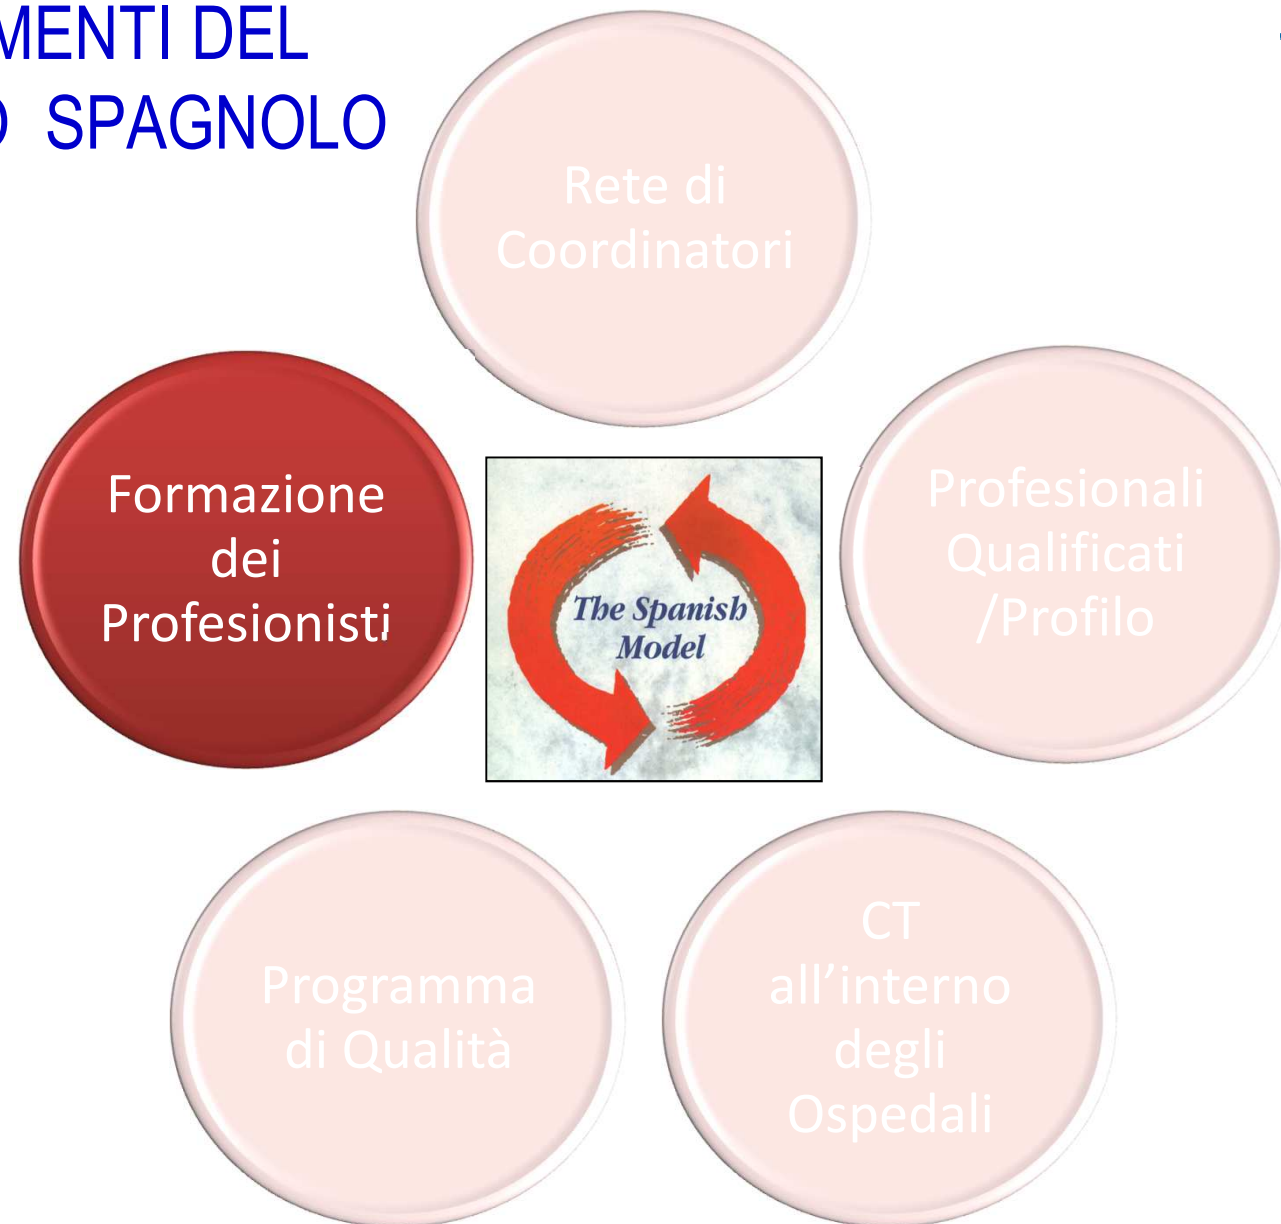 MENTI DEL
SPAGNOLO
Rete di
Coordinatori
Formazione
dei
Profesionisti
Profesionali
Qualificati
/Profilo
The Spanish
Model
Programma
di Qualità
CT
all’interno
degli
Ospedali